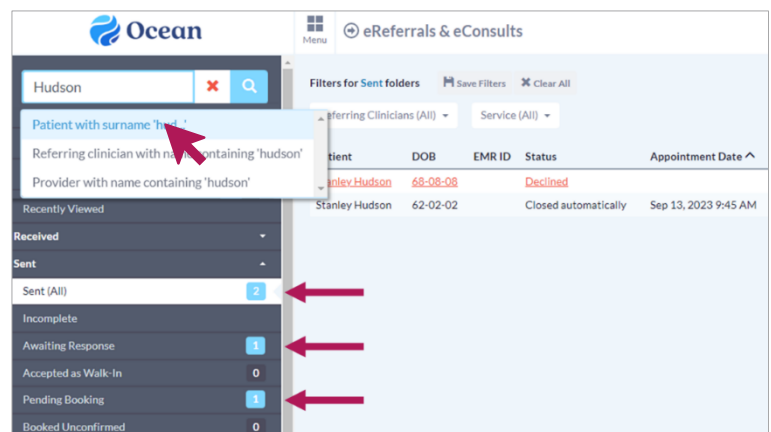 Ocean
Menu
eReferrals & eConsults
Hudson
Patient with surname 'hud..'
Referring clinician with name containing 'hudson'
Provider with name containing 'hudson'
Recently Viewed
Received
Sent
Sent (All) 2
Incomplete
Awaiting Response 1
Accepted as Walk-In 0
Pending Booking 1
Booked Unconfirmed 0
Filters for Sent folders Save Filters Clear All
eferring Clinicians (All) Service (All)
tient DOB EMR ID Status Appointment Date
nley Hudson 68-08-08 Declined
Stanley Hudson 62-02-02 Closed automatically Sep 13, 2023 9:45 AM